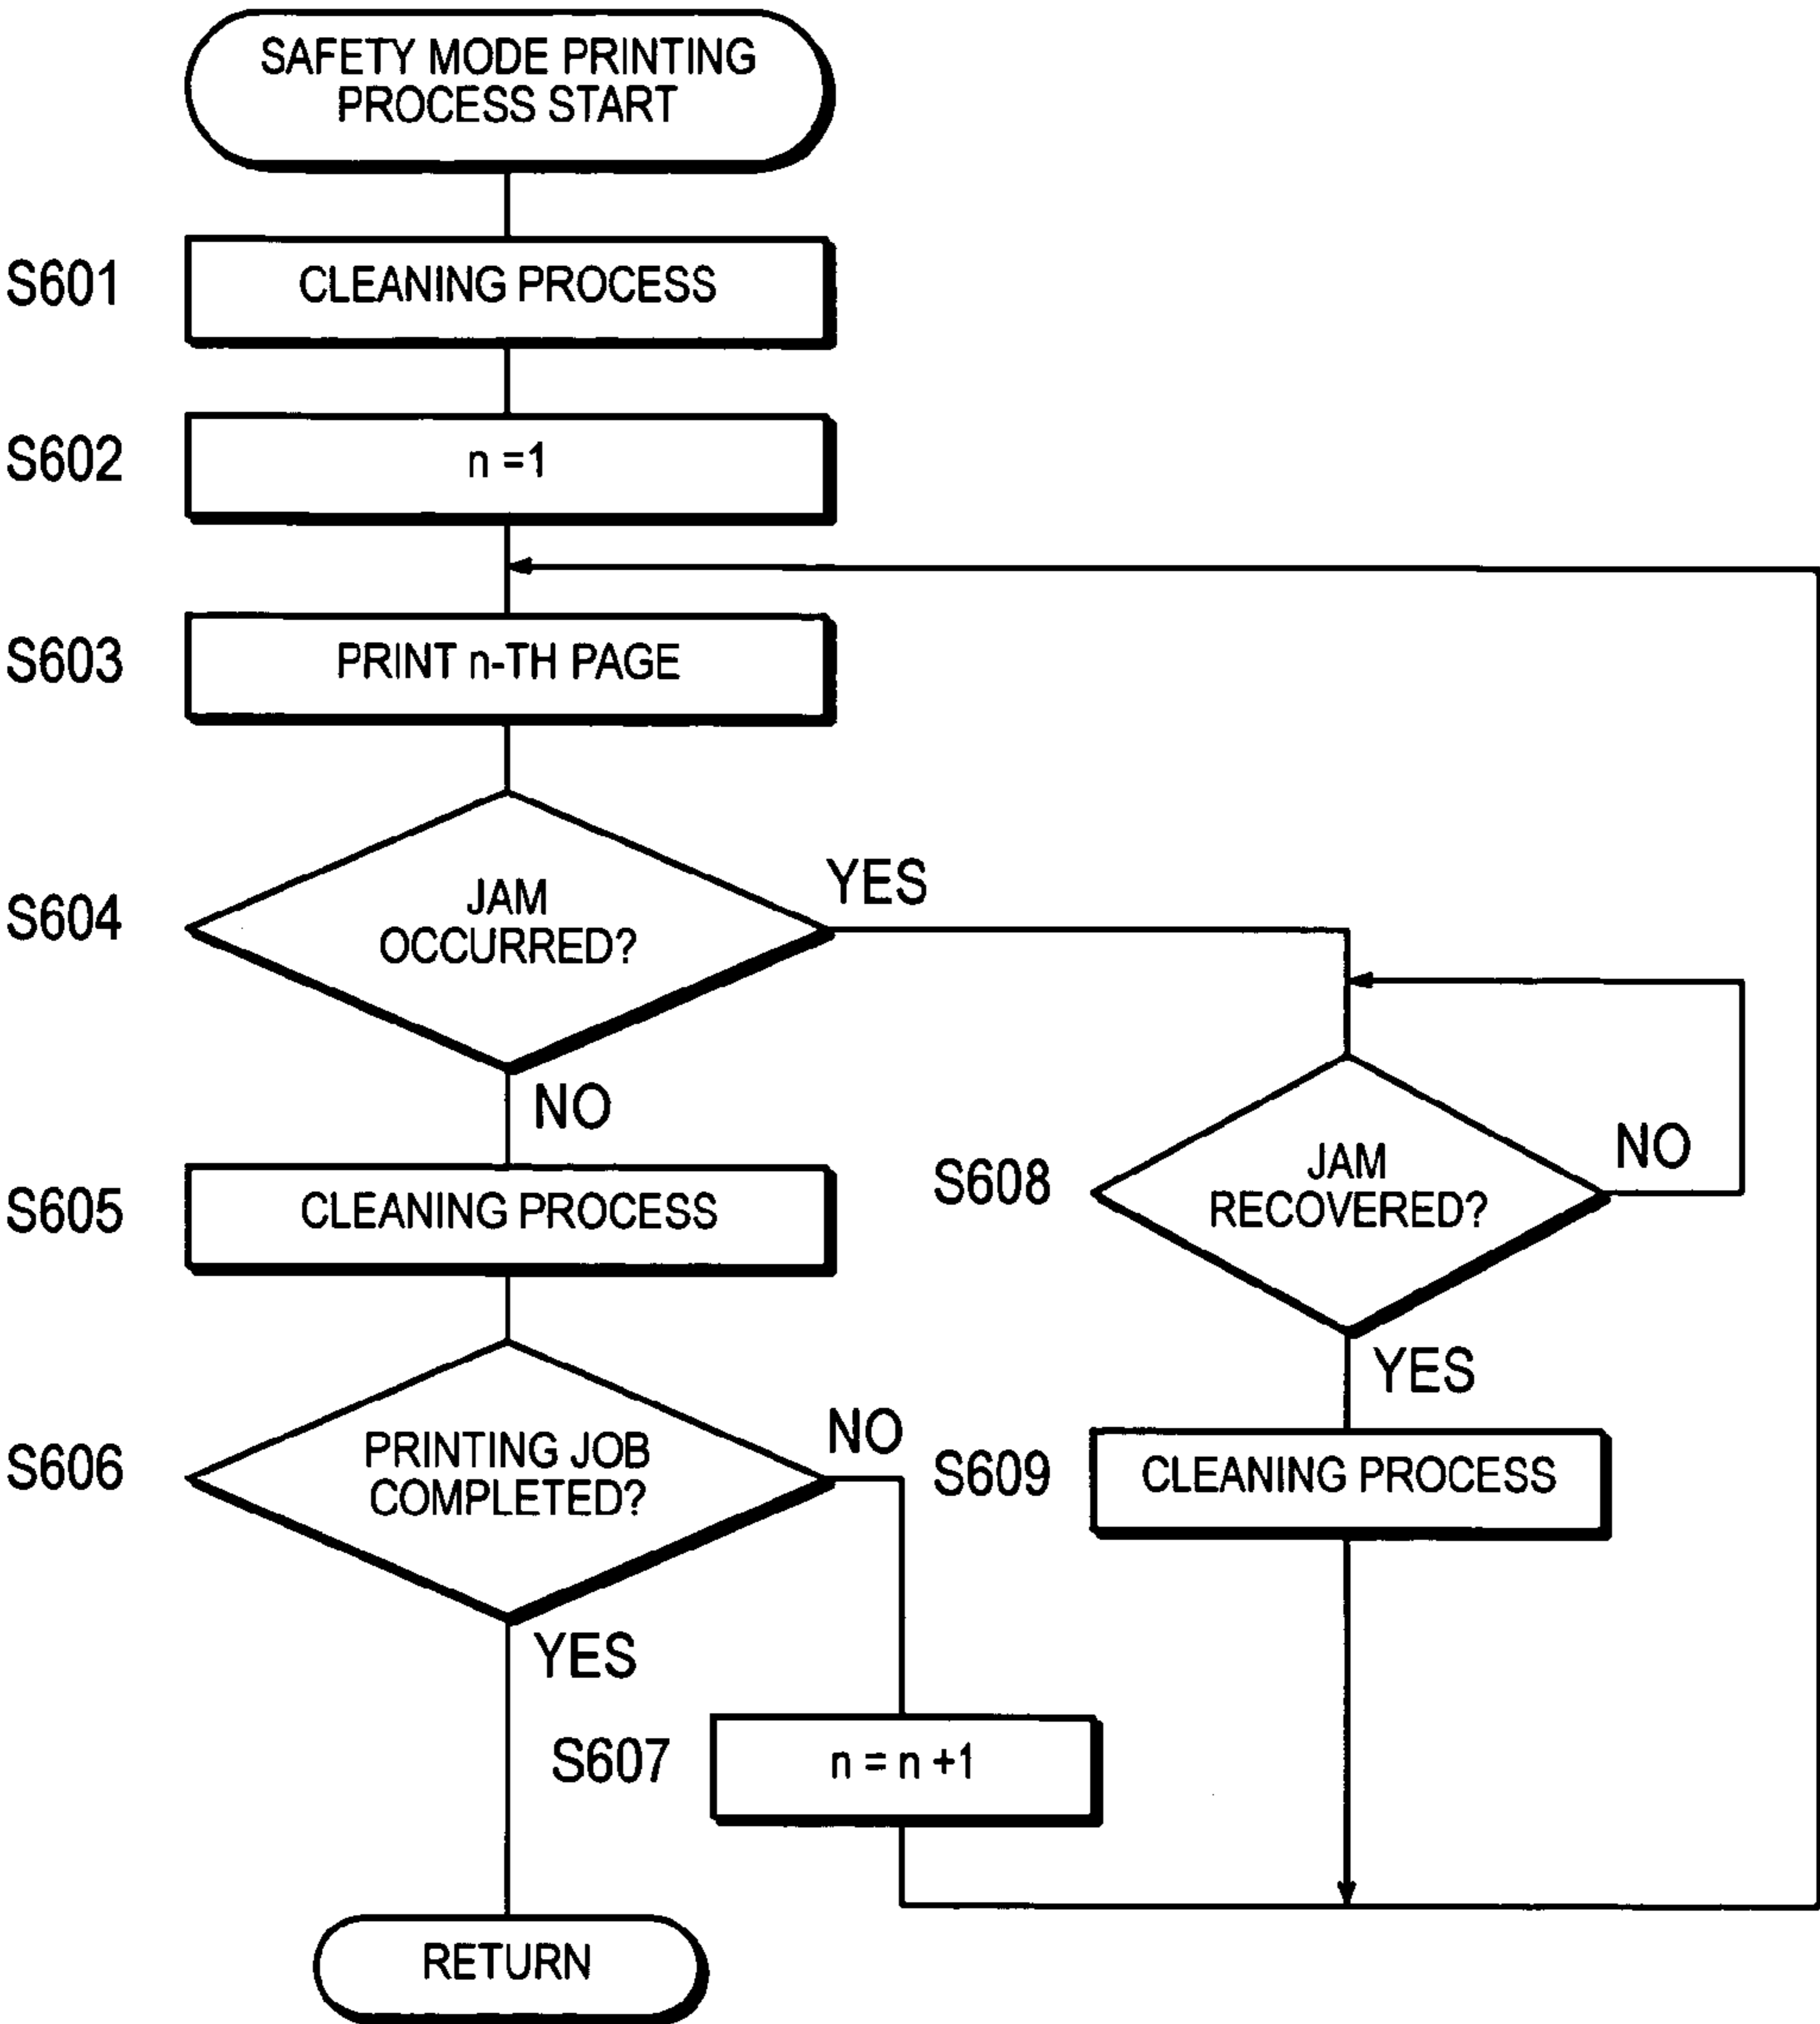 SAFETY MODE PRINTING
PROCESS START
S601
CLEANING PROCESS
S602
n =1
S603
PRINT n-TH PAGE
S604
JAM
OCCURRED?
YES
NO
S605
CLEANING PROCESS
S608
JAM
RECOVERED?
NO
YES
S606
PRINTING JOB
COMPLETED?
NO
YES
S609
CLEANING PROCESS
S607
n = n +1
RETURN